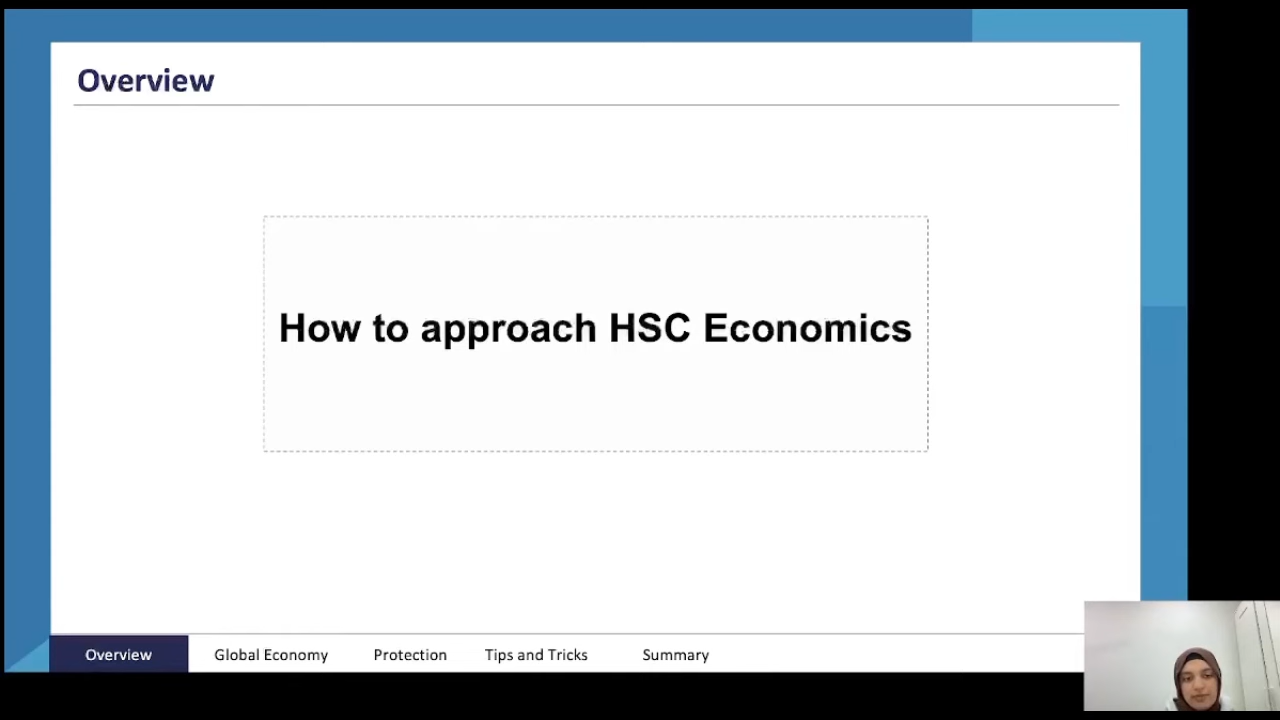 Overview
How to approach HSC Economics
Overview
Global Economy
Protection
Tips and Tricks
Summary